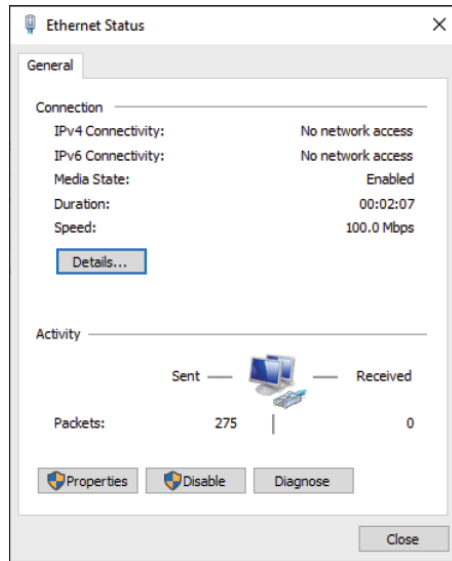 Ethernet Status
General
Connection
IPv4 Connectivity: No network access
IPv6 Connectivity: No network access
Media State: Enabled
Duration: 00:02:07
Speed: 100.0 Mbps
Details...
Activity
Sent Received
Packets: 275 0
Properties Disable Diagnose
Close